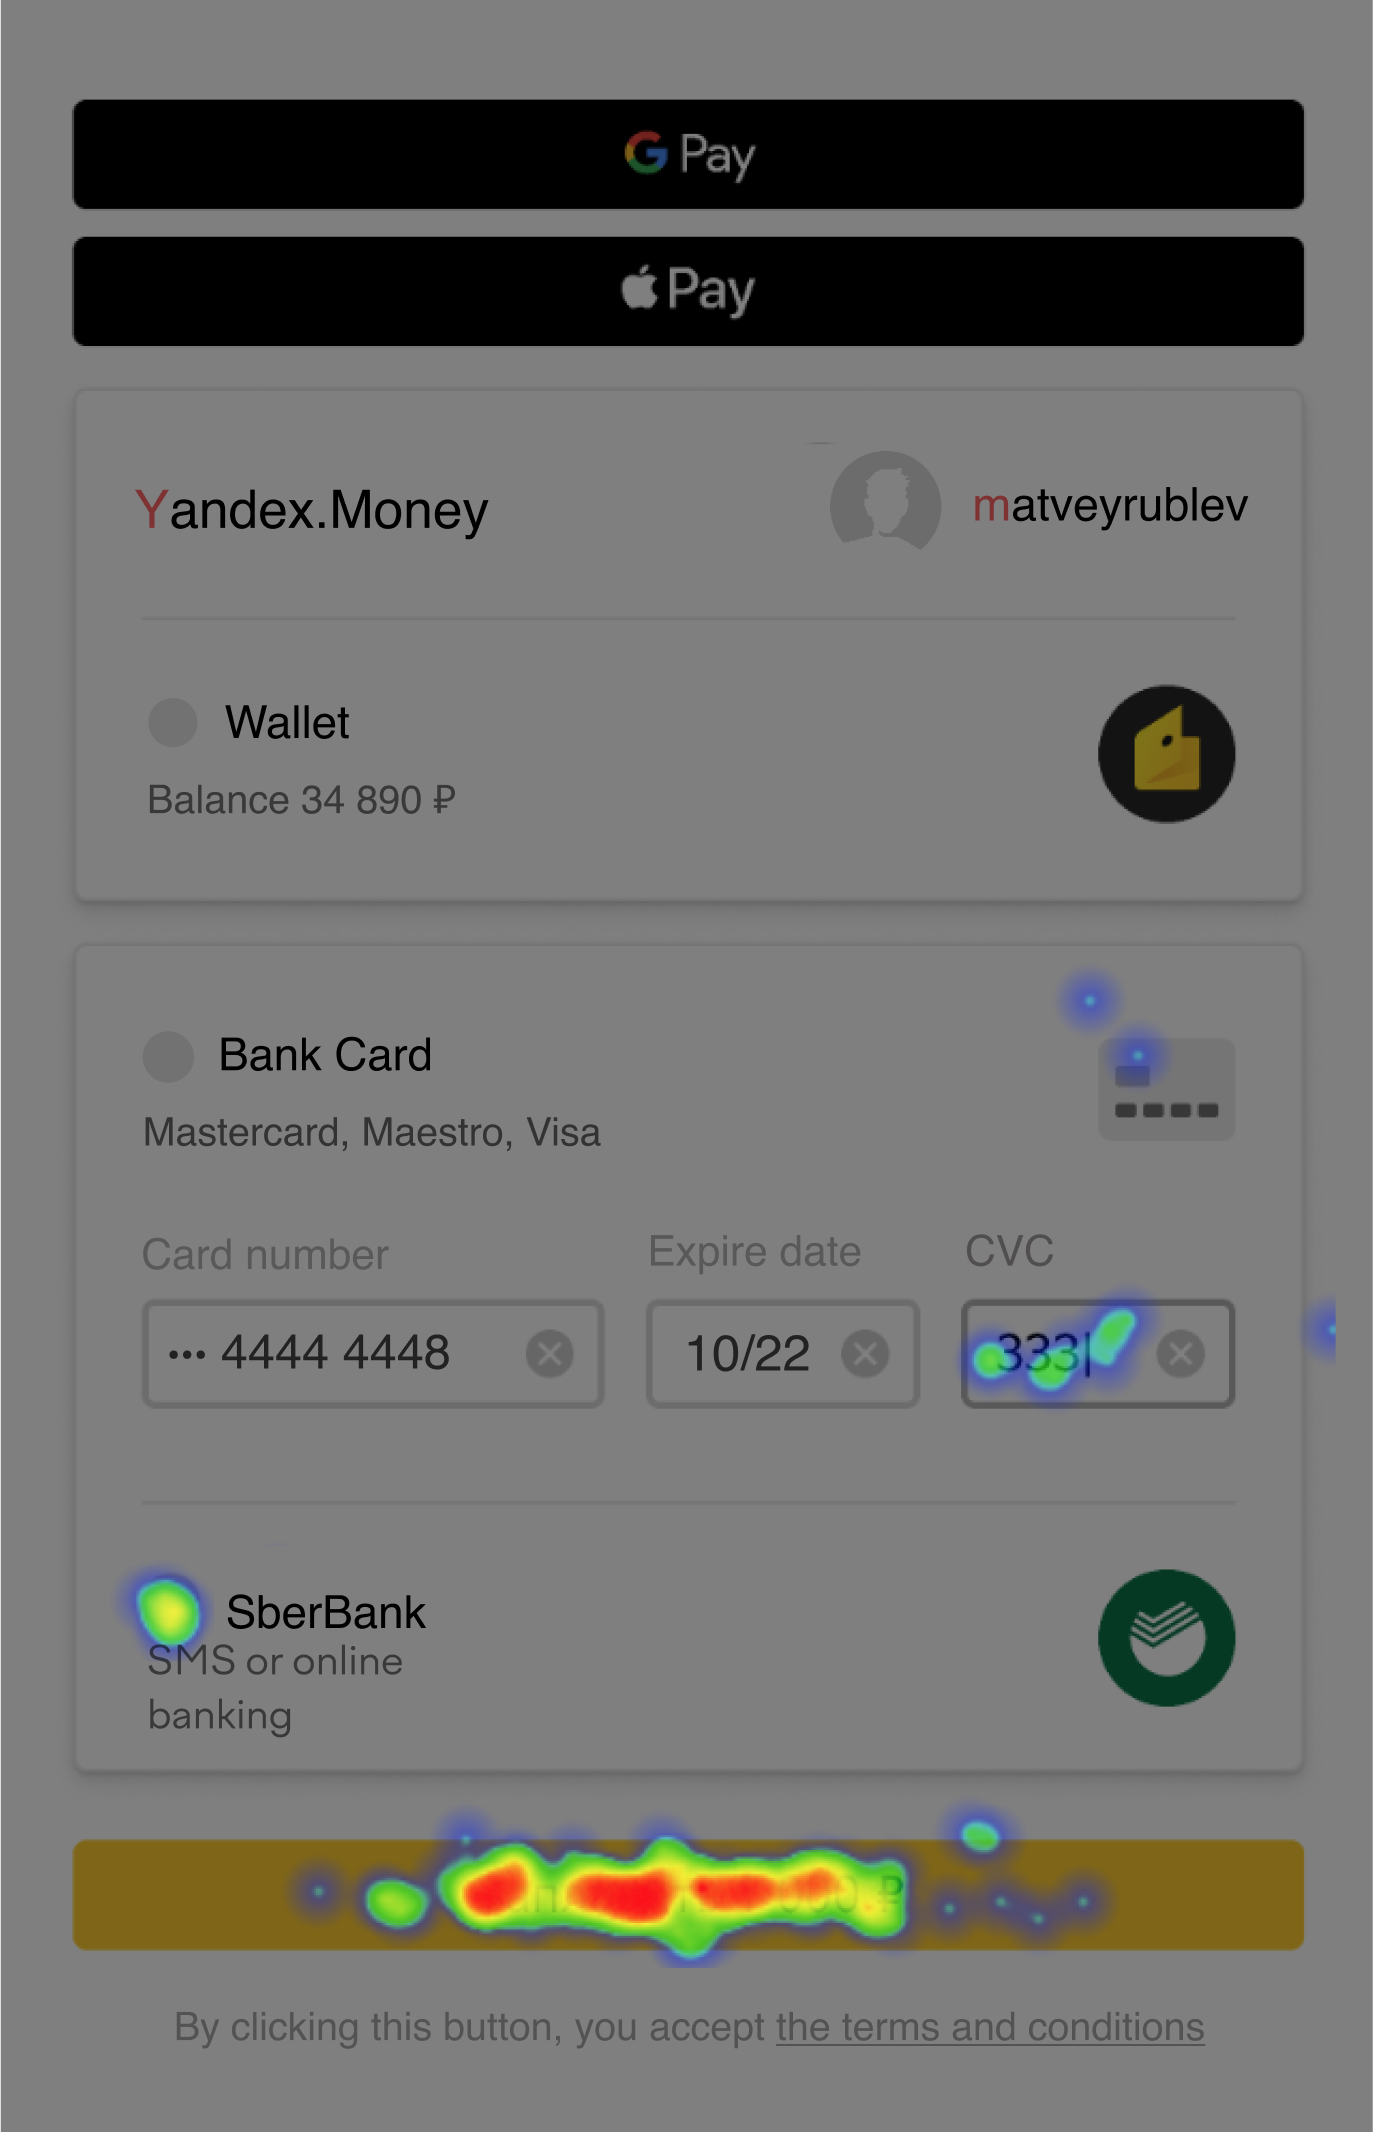 G Pay
Pay
Yandex.Money
matveyrublev
Wallet
Balance 34 890 ₽
Bank Card
Mastercard, Maestro, Visa
Card number Expire date CVC
••• 4444 4448 10/22 333
SberBank
SMS or online
banking
₽
By clicking this button, you accept the terms and conditions